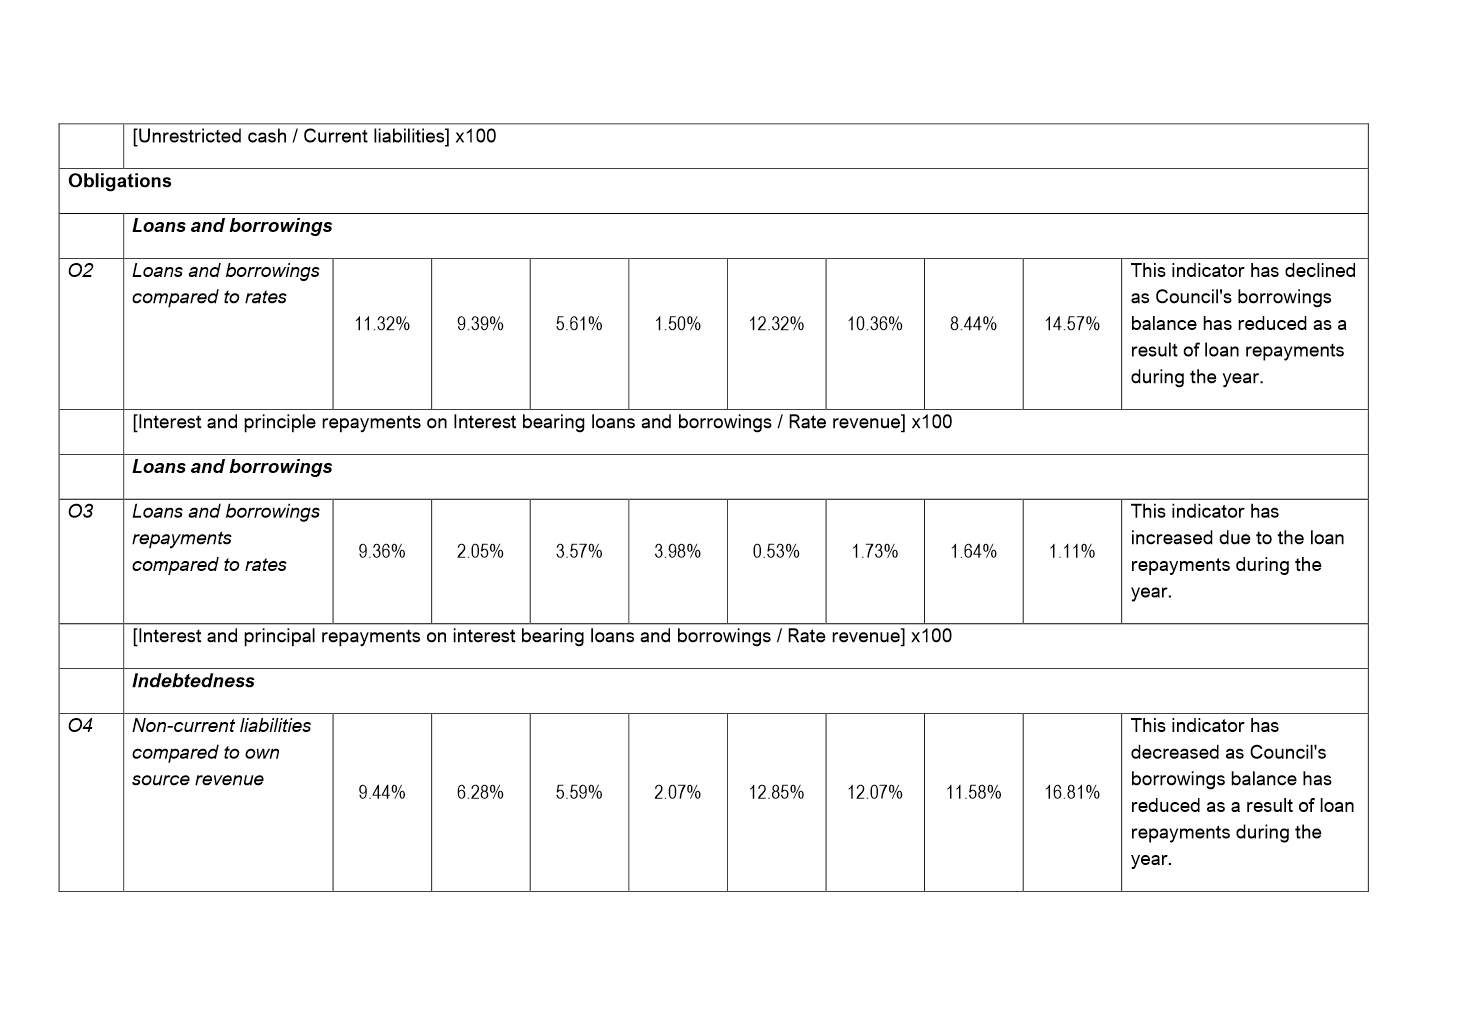 [Unrestricted cash / Current liabilities] x100
Obligations
Loans and borrowings
O2
Loans and borrowings
compared to rates
11.32%
9.39%
5.61%
1.50%
12.32%
10.36%
8.44%
14.57%
This indicator has declined
as Council's borrowings
balance has reduced as a
result of loan repayments
during the year.
[Interest and principle repayments on Interest bearing loans and borrowings / Rate revenue] x100
Loans and borrowings
O3
Loans and borrowings
repayments
compared to rates
9.36%
2.05%
3.57%
3.98%
0.53%
1.73%
1.64%
1.11%
This indicator has
increased due to the loan
repayments during the
year.
[Interest and principal repayments on interest bearing loans and borrowings / Rate revenue] x100
Indebtedness
O4
Non-current liabilities
compared to own
source revenue
9.44%
6.28%
5.59%
2.07%
12.85%
12.07%
11.58%
16.81%
This indicator has
decreased as Council's
borrowings balance has
reduced as a result of loan
repayments during the
year.